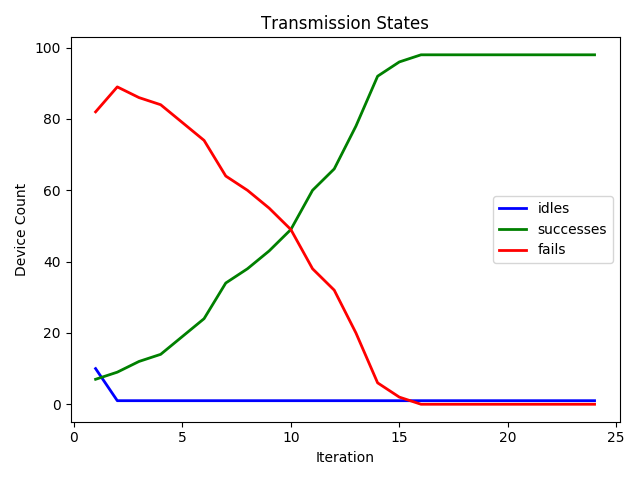 Transmission States
100
80
60
40
20
0
Device Count
idles
successes
fails
0 5 10 15 20 25
Iteration